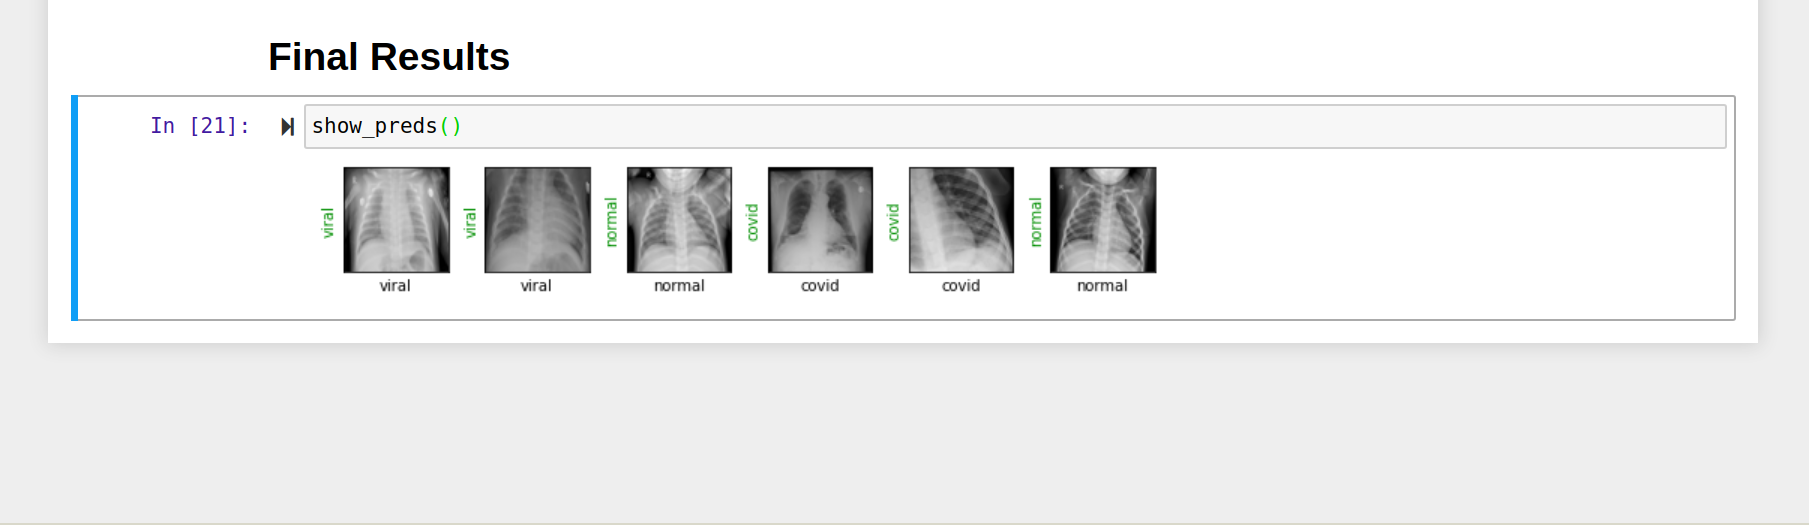 Final Results
In [21]: show_preds()
viral viral normal covid covid normal
viral viral normal covid covid normal